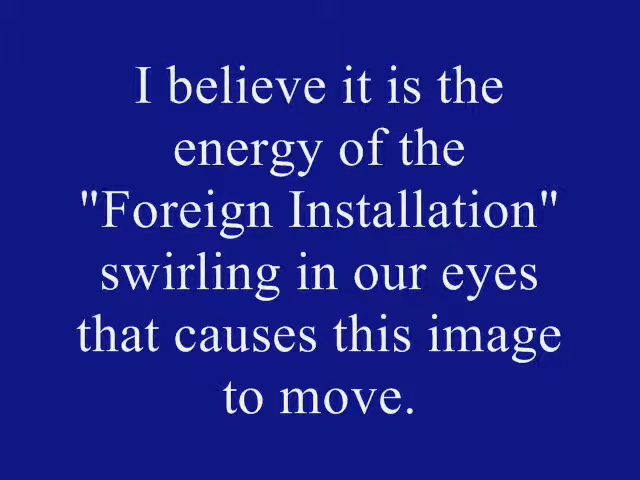 I believe it is the
energy of the
"Foreign Installation"
swirling in our eyes
that causes this image
to move.